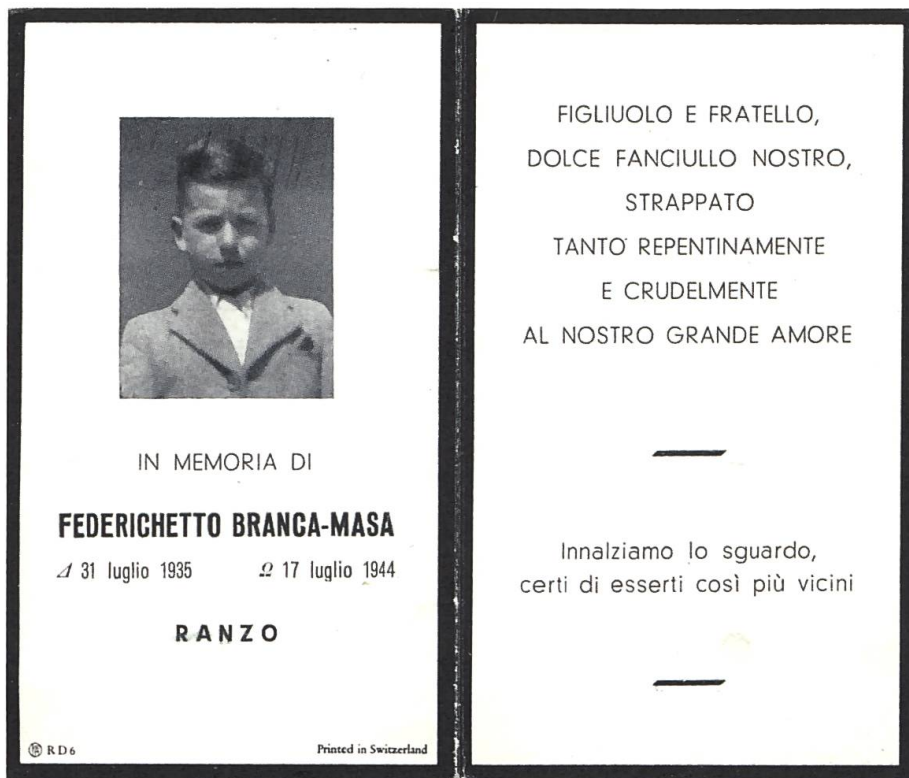 IN MEMORIA DI
FEDERICHETTO BRANCA-MASA
Δ 31 luglio 1935 Ω 17 luglio 1944
RANZO
RD6 Printed in Switzerland
FIGLIUOLO E FRATELLO,
DOLCE FANCIULLO NOSTRO,
STRAPPATO
TANTO REPENTINAMENTE
E CRUDELMENTE
AL NOSTRO GRANDE AMORE
Innalziamo lo sguardo,
certi di esserti così più vicini